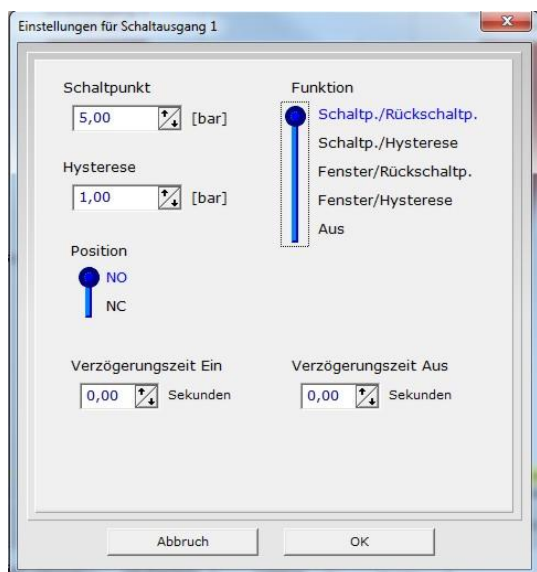 Einstellungen für Schaltausgang 1
Schaltpunkt
5,00 [bar]
Hysterese
1,00 [bar]
Position
NO
NC
Funktion
Schaltp./Rückschaltp.
Schaltp./Hysterese
Fenster/Rückschaltp.
Fenster/Hysterese
Aus
Verzögerungszeit Ein
0,00 Sekunden
Verzögerungszeit Aus
0,00 Sekunden
Abbruch
OK